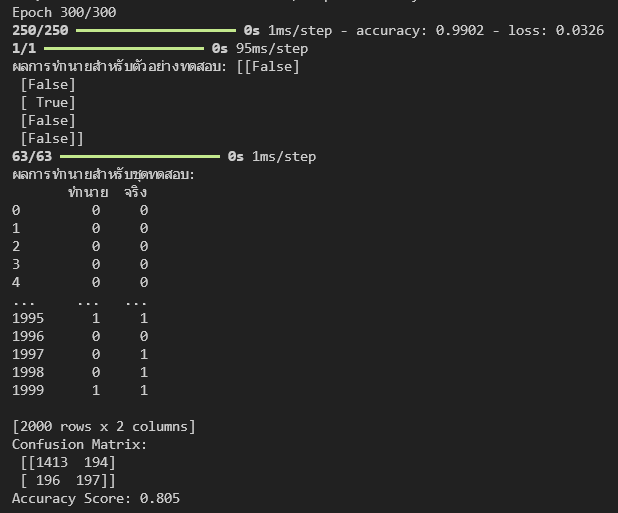 Epoch 300/300
250/250 ━━━━━━━━━━━━━━━━━━━━ 0s 1ms/step - accuracy: 0.9902 - loss: 0.0326
1/1 ━━━━━━━━━━━━━━━━━━━━ 0s 95ms/step
ผลการทำนายสำหรับตัวอย่างทดสอบ: [[False]
[False]
[ True]
[False]
[False]]
63/63 ━━━━━━━━━━━━━━━━━━━━ 0s 1ms/step
ผลการทำนายสำหรับชุดทดสอบ:
ทำนาย จริง
0 0 0
1 0 0
2 0 0
3 0 0
4 0 0
... ... ...
1995 1 1
1996 0 0
1997 0 1
1998 0 1
1999 1 1
[2000 rows x 2 columns]
Confusion Matrix:
[[1413 194]
[ 196 197]]
Accuracy Score: 0.805